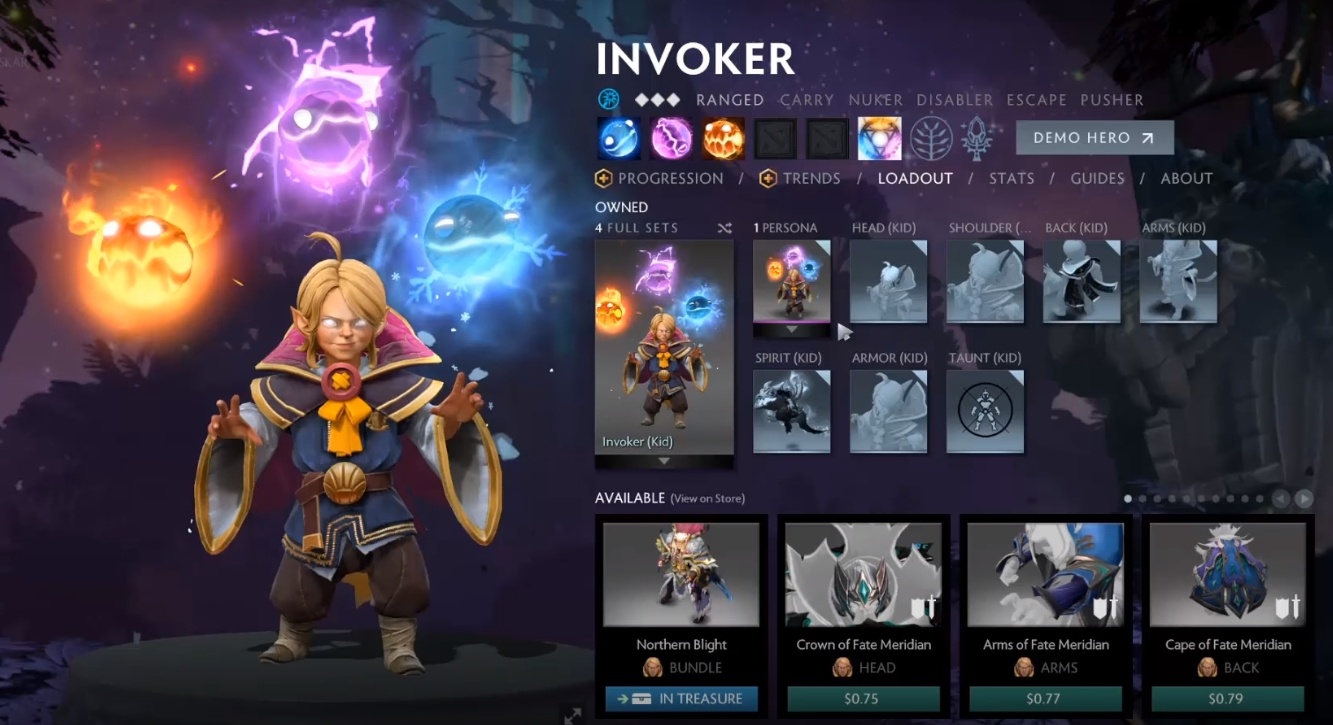 INVOKER
RANGED CARRY NUKER DISABLER ESCAPE PUSHER
DEMO HERO
PROGRESSION / TRENDS / LOADOUT / STATS / GUIDES / ABOUT
OWNED
4 FULL SETS
1 PERSONA
HEAD (KID)
SHOULDER (...
BACK (KID)
ARMS (KID)
SPIRIT (KID)
ARMOR (KID)
TAUNT (KID)
Invoker (Kid)
AVAILABLE (View on Store)
Northern Blight
BUNDLE
IN TREASURE
Crown of Fate Meridian
HEAD
$0.75
Arms of Fate Meridian
ARMS
$0.77
Cape of Fate Meridian
BACK
$0.79